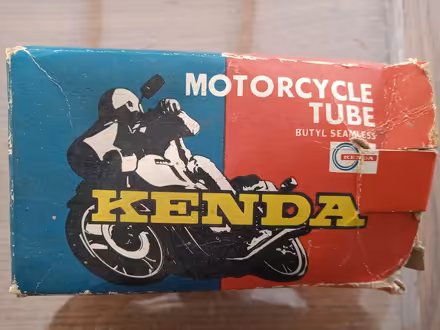 MOTORCYCLE
TUBE
BUTYL SEAMLESS
KENDA
KENDA